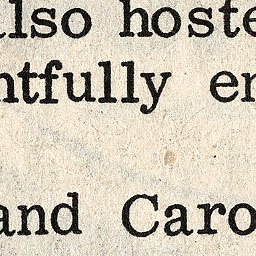 also hoste
ntfully en
and Caro